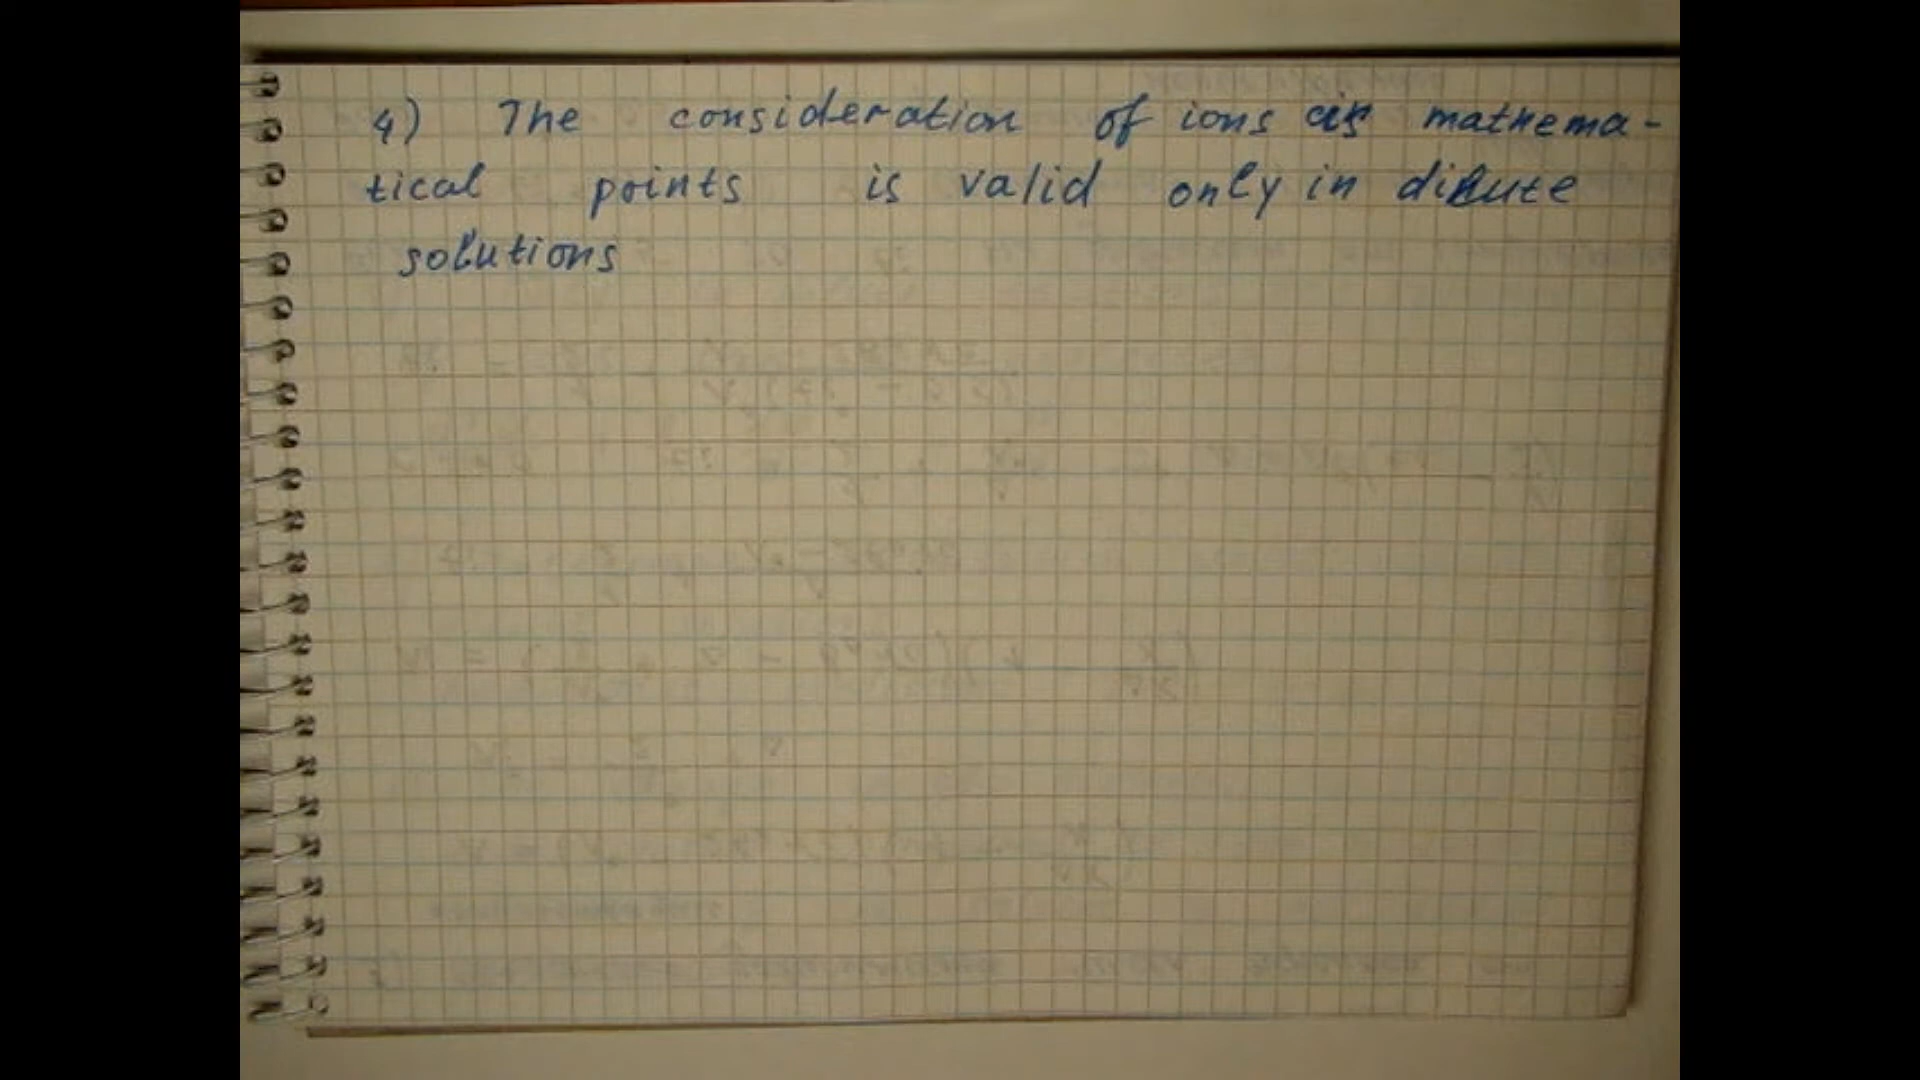 4) The consideration of ions as mathema-
tical points is valid only in dilute
solutions